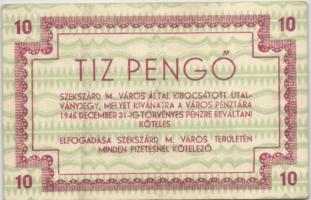 10 10
TIZ PENGŐ
SZEKSZÁRD M. VÁROS ÁLTAL KIBOCSÁTOTT UTAL-
VÁNYJEGY, MELYET KIVÁNATRA A VÁROS PÉNZTÁRA
1945 DECEMBER 31-IG TÖRVÉNYES PÉNZRE BEVÁLTANI
KÖTELES
ELFOGADÁSA SZEKSZÁRD M. VÁROS TERÜLETÉN
MINDEN FIZETÉSNÉL KÖTELEZŐ
10 10